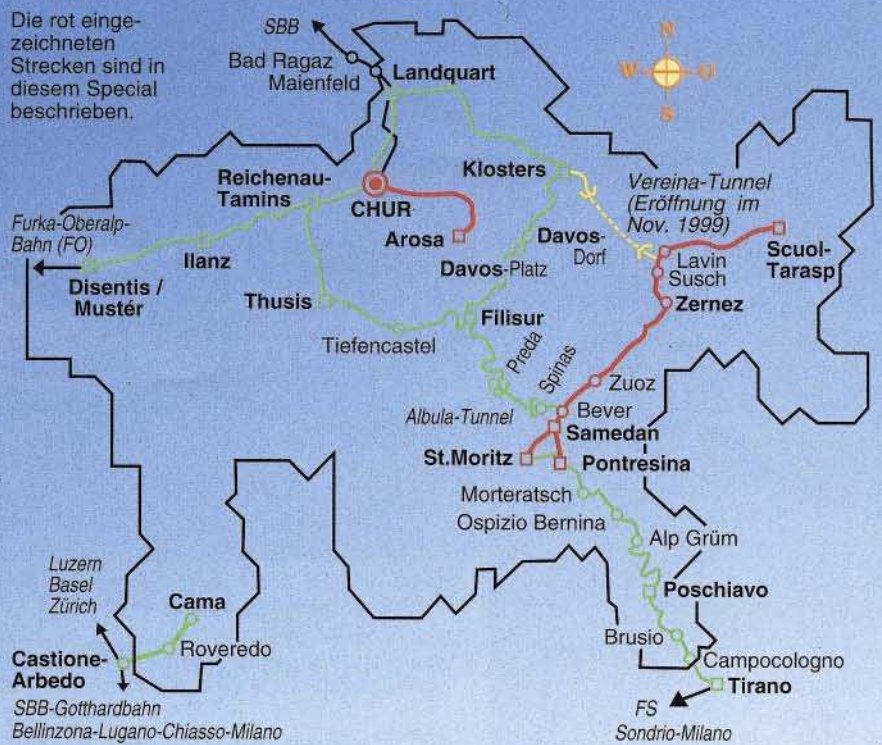 Die rot einge-
zeichneten
Strecken sind in
diesem Special
beschrieben.
SBB
Bad Ragaz
Maienfeld
Landquart
N
W
O
S
Reichenau-
Tamins
CHUR
Arosa
Klosters
Vereina-Tunnel
(Eröffnung im
Nov. 1999)
Furka-Oberalp-
Bahn (FO)
Ilanz
Disentis /
Mustér
Davos-
Dorf
Davos-Platz
Lavin
Susch
Scuol-
Tarasp
Zernez
Thusis
Tiefencastel
Filisur
Preda
Spinas
Zuoz
Albula-Tunnel
Bever
Samedan
St.Moritz
Pontresina
Morteratsch
Ospizio Bernina
Alp Grüm
Luzern
Basel
Zürich
Cama
Roveredo
Castione-
Arbedo
Poschiavo
Brusio
Campocologno
Tirano
SBB-Gotthardbahn
Bellinzona-Lugano-Chiasso-Milano
FS
Sondrio-Milano